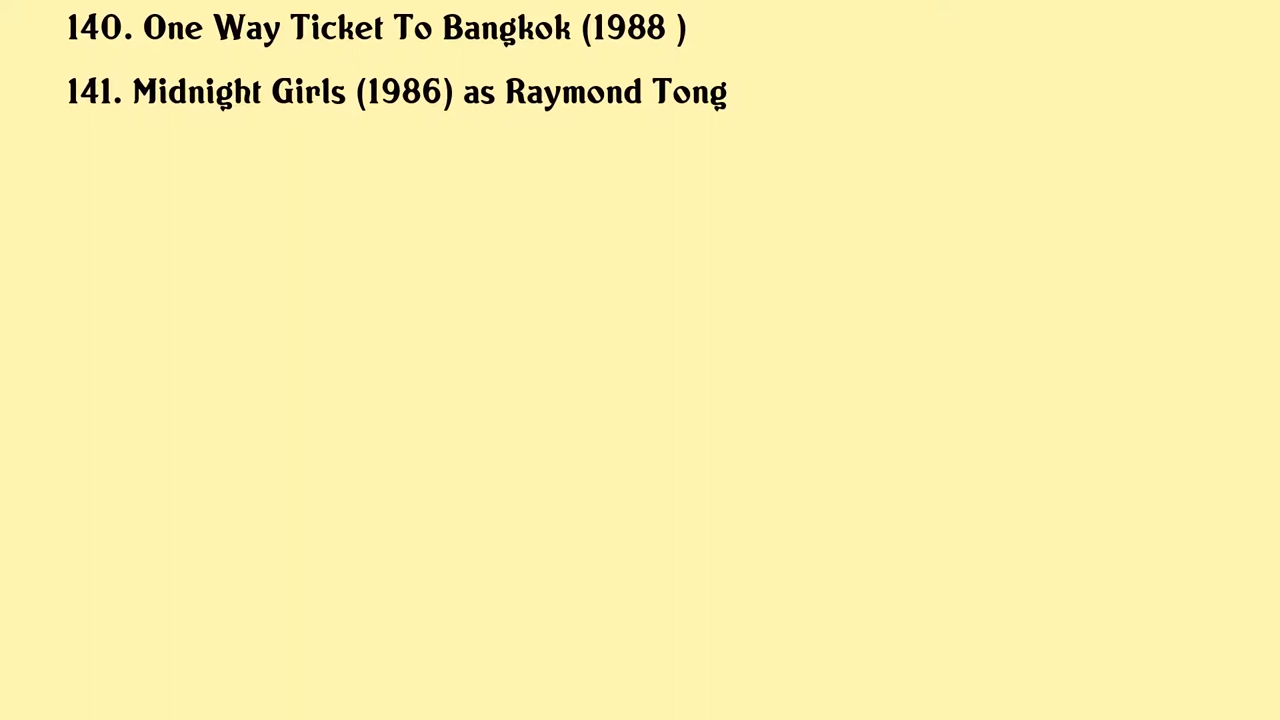 140. One Way Ticket To Bangkok (1988 )
141. Midnight Girls (1986) as Raymond Tong